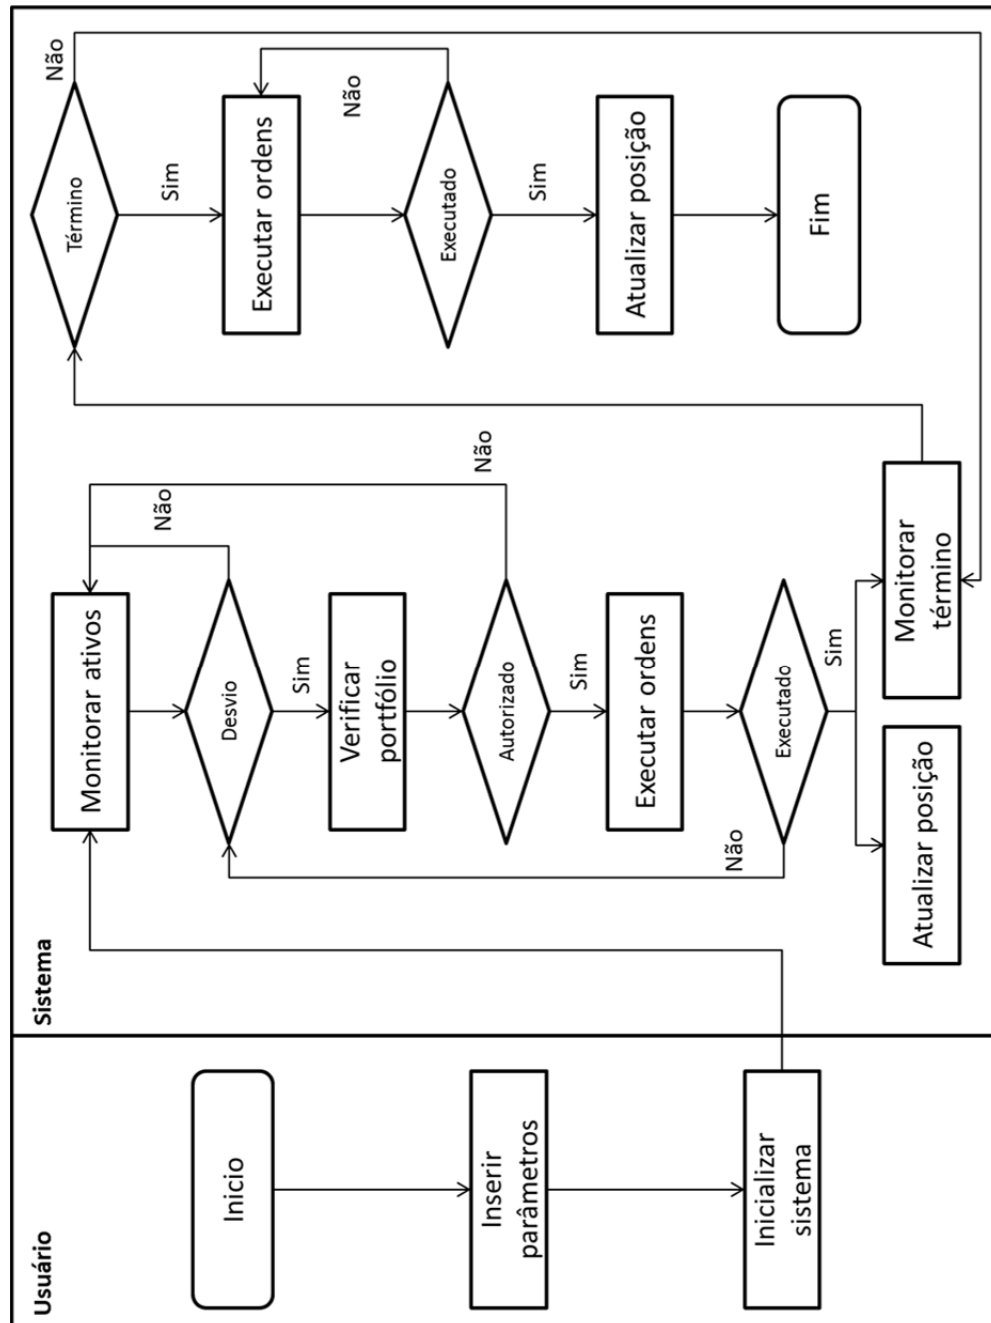 Usuário
Inicio
Inserir
parâmetros
Inicializar
sistema
Sistema
Monitorar ativos
Desvio
Não
Sim
Verificar
portfólio
Autorizado
Não
Sim
Executar ordens
Executado
Não
Sim
Atualizar posição
Monitorar
término
Término
Não
Sim
Executar ordens
Não
Executado
Sim
Atualizar posição
Fim